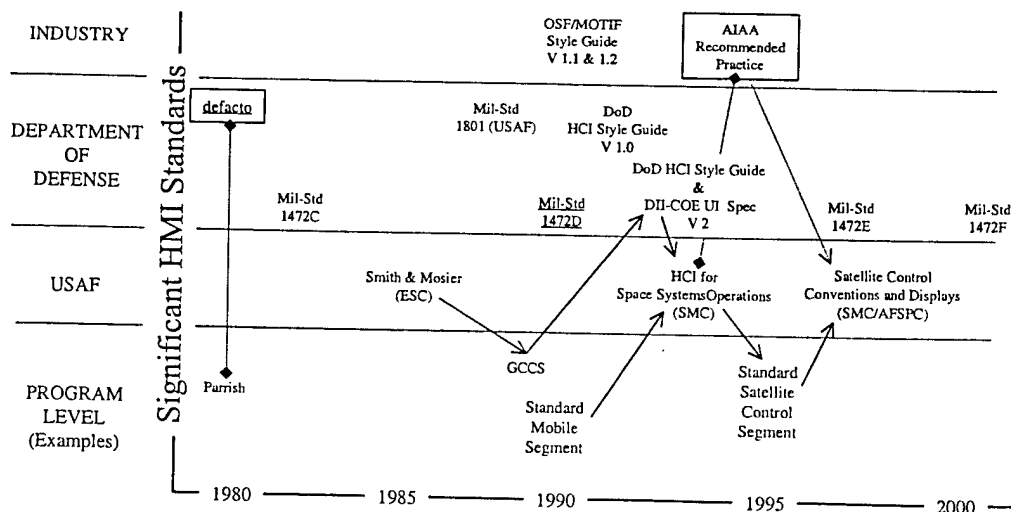 INDUSTRY
DEPARTMENT
OF
DEFENSE
USAF
PROGRAM
LEVEL
(Examples)
Significant HMI Standards
OSF/MOTIF
Style Guide
V 1.1 & 1.2
AIAA
Recommended
Practice
defacto
Mil-Std
1801 (USAF)
DoD
HCI Style Guide
V 1.0
DoD HCI Style Guide
&
DII-COE UI Spec
V 2
Mil-Std
1472C
Mil-Std
1472D
Mil-Std
1472E
Mil-Std
1472F
Smith & Mosier
(ESC)
HCI for
Space SystemsOperations
(SMC)
Satellite Control
Conventions and Displays
(SMC/AFSPC)
Parrish
GCCS
Standard
Mobile
Segment
Standard
Satellite
Control
Segment
1980
1985
1990
1995
2000